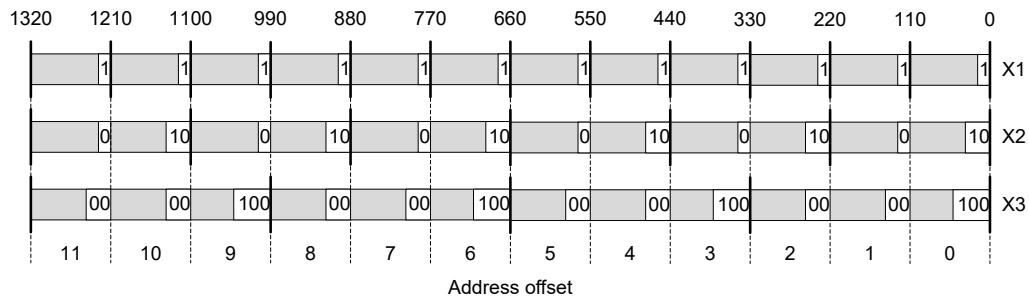 1320 1210 1100 990 880 770 660 550 440 330 220 110 0
1 1 1 1 1 1 1 1 1 1 1 1 X1
0 10 0 10 0 10 0 10 0 10 0 10 X2
00 00 100 00 00 100 00 00 100 00 00 100 X3
11 10 9 8 7 6 5 4 3 2 1 0
Address offset